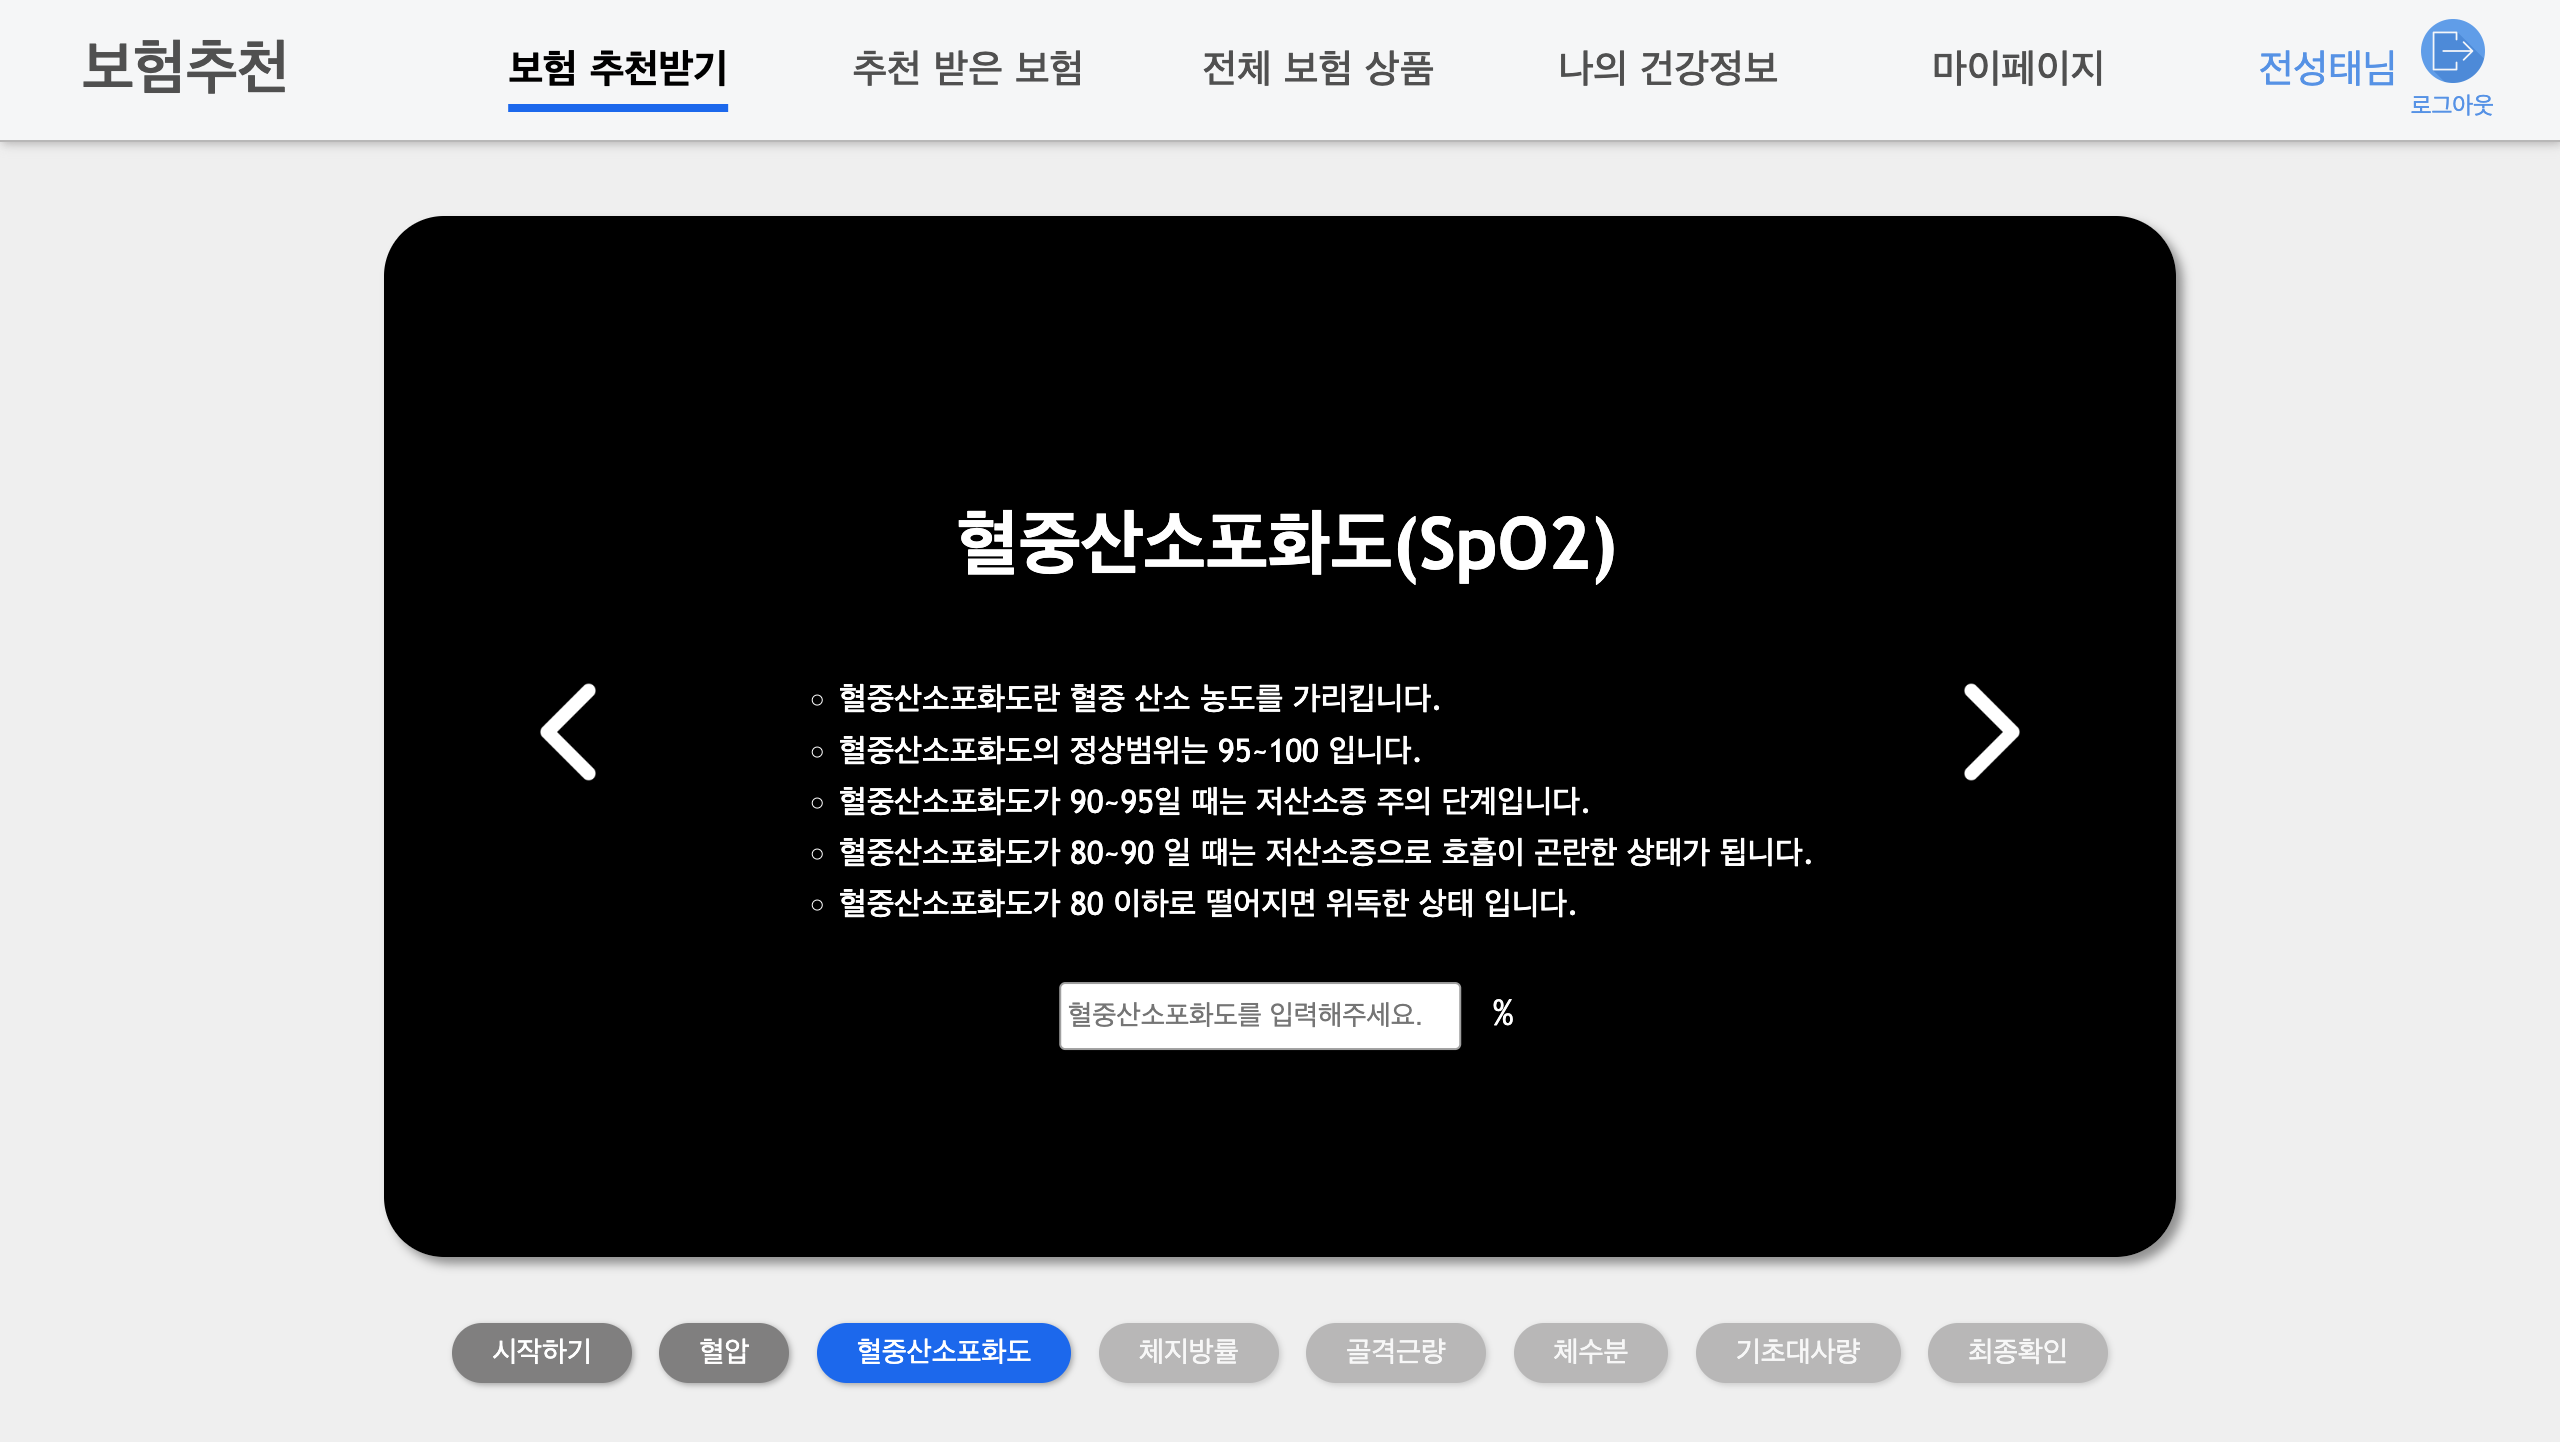 보험추천
보험 추천받기
추천 받은 보험
전체 보험 상품
나의 건강정보
마이페이지
전성태님
로그아웃
혈중산소포화도(SpO2)
혈중산소포화도란 혈중 산소 농도를 가리킵니다.
혈중산소포화도의 정상범위는 95~100 입니다.
혈중산소포화도가 90~95일 때는 저산소증 주의 단계입니다.
혈중산소포화도가 80~90 일 때는 저산소증으로 호흡이 곤란한 상태가 됩니다.
혈중산소포화도가 80 이하로 떨어지면 위독한 상태 입니다.
혈중산소포화도를 입력해주세요. %
시작하기
혈압
혈중산소포화도
체지방률
골격근량
체수분
기초대사량
최종확인